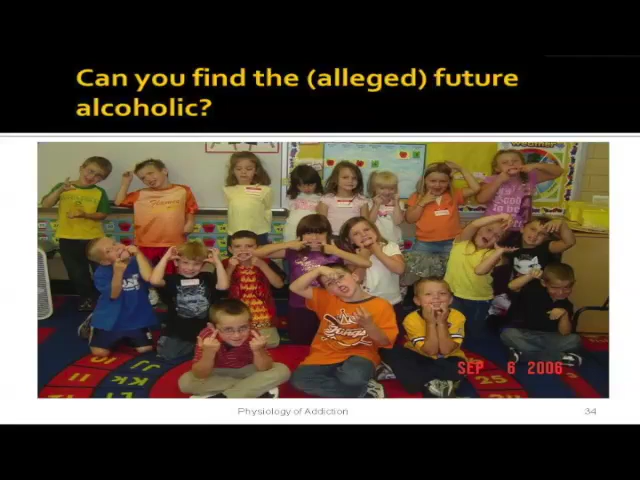 Can you find the (alleged) future
alcoholic?
SEP 6 2006
Physiology of Addiction
34